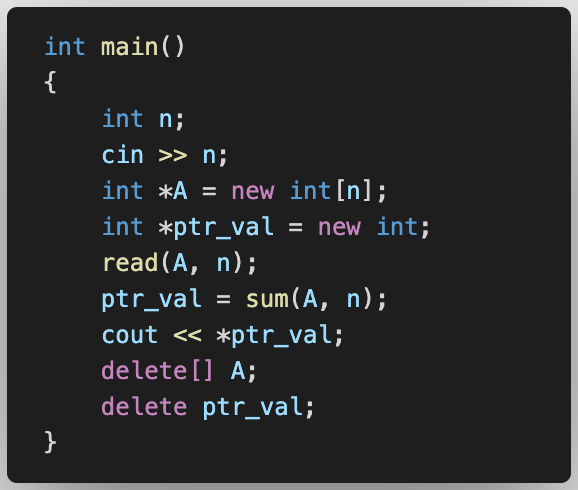 int main()
{
    int n;
    cin >> n;
    int *A = new int[n];
    int *ptr_val = new int;
    read(A, n);
    ptr_val = sum(A, n);
    cout << *ptr_val;
    delete[] A;
    delete ptr_val;
}